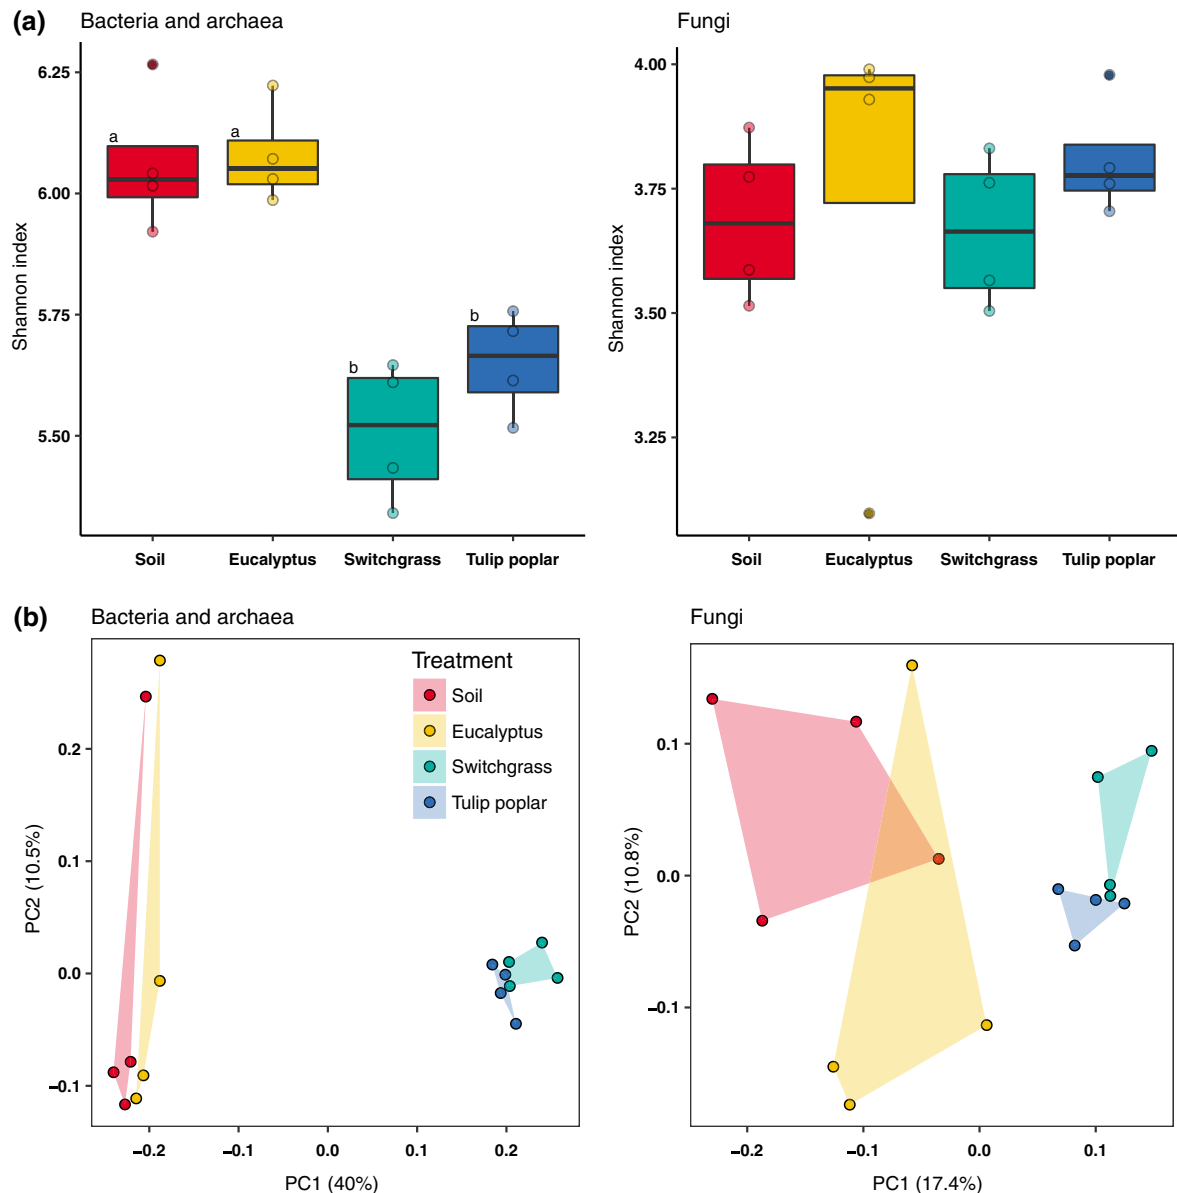 (a) Bacteria and archaea
Shannon index
6.25
6.00
5.75
5.50
a
a
b
b
Soil Eucalyptus Switchgrass Tulip poplar
Fungi
Shannon index
4.00
3.75
3.50
3.25
Soil Eucalyptus Switchgrass Tulip poplar
(b) Bacteria and archaea
PC2 (10.5%)
0.2
0.1
0.0
−0.1
Treatment
Soil
Eucalyptus
Switchgrass
Tulip poplar
−0.2 −0.1 0.0 0.1 0.2
PC1 (40%)
Fungi
PC2 (10.8%)
0.1
0.0
−0.1
−0.2 −0.1 0.0 0.1
PC1 (17.4%)